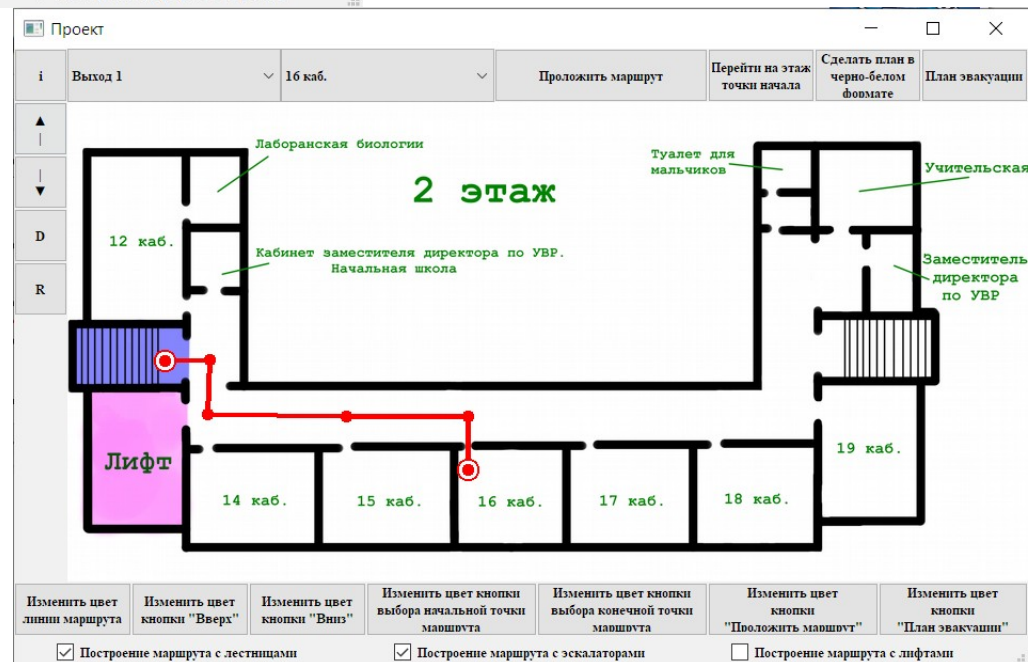 Проект
i
Выход 1
16 каб.
Проложить маршрут
Перейти на этаж
точки начала
Сделать план в
черно-белом
формате
План эвакуации
D
R
Лаборанская биологии
2 этаж
Туалет для
мальчиков
Учительская
12 каб.
Кабинет заместителя директора по УВР.
Начальная школа
Заместитель
директора
по УВР
Лифт
14 каб.
15 каб.
16 каб.
17 каб.
18 каб.
19 каб.
Изменить цвет
линии маршрута
Изменить цвет
кнопки "Вверх"
Изменить цвет
кнопки "Вниз"
Изменить цвет кнопки
выбора начальной точки
маршрута
Изменить цвет кнопки
выбора конечной точки
маршрута
Изменить цвет
кнопки
"Проложить маршрут"
Изменить цвет
кнопки
"План эвакуации"
Построение маршрута с лестницами
Построение маршрута с эскалаторами
Построение маршрута с лифтами